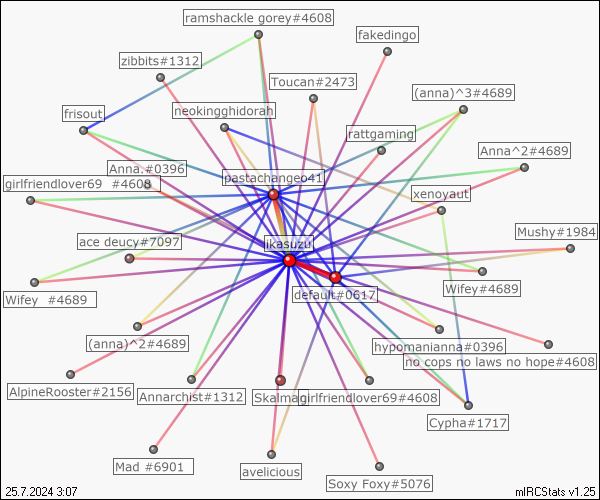 ramshackle gorey#4608
fakedingo
zibbits#1312
Toucan#2473
(anna)^3#4689
frisout
neokingghidorah
rattgaming
Anna^2#4689
Anna.#0396
girlfriendlover69 #4608
pastachangeo41
xenoyaut
Mushy#1984
ace deucy#7097
ikasuzu
Wifey #4689
default#0617
Wifey#4689
(anna)^2#4689
hypomanianna#0396
no cops no laws no hope#4608
AlpineRooster#2156
Annarchist#1312
Skalma
girlfriendlover69#4608
Cypha#1717
Mad #6901
avelicious
Soxy Foxy#5076
25.7.2024 3:07
mIRCStats v1.25